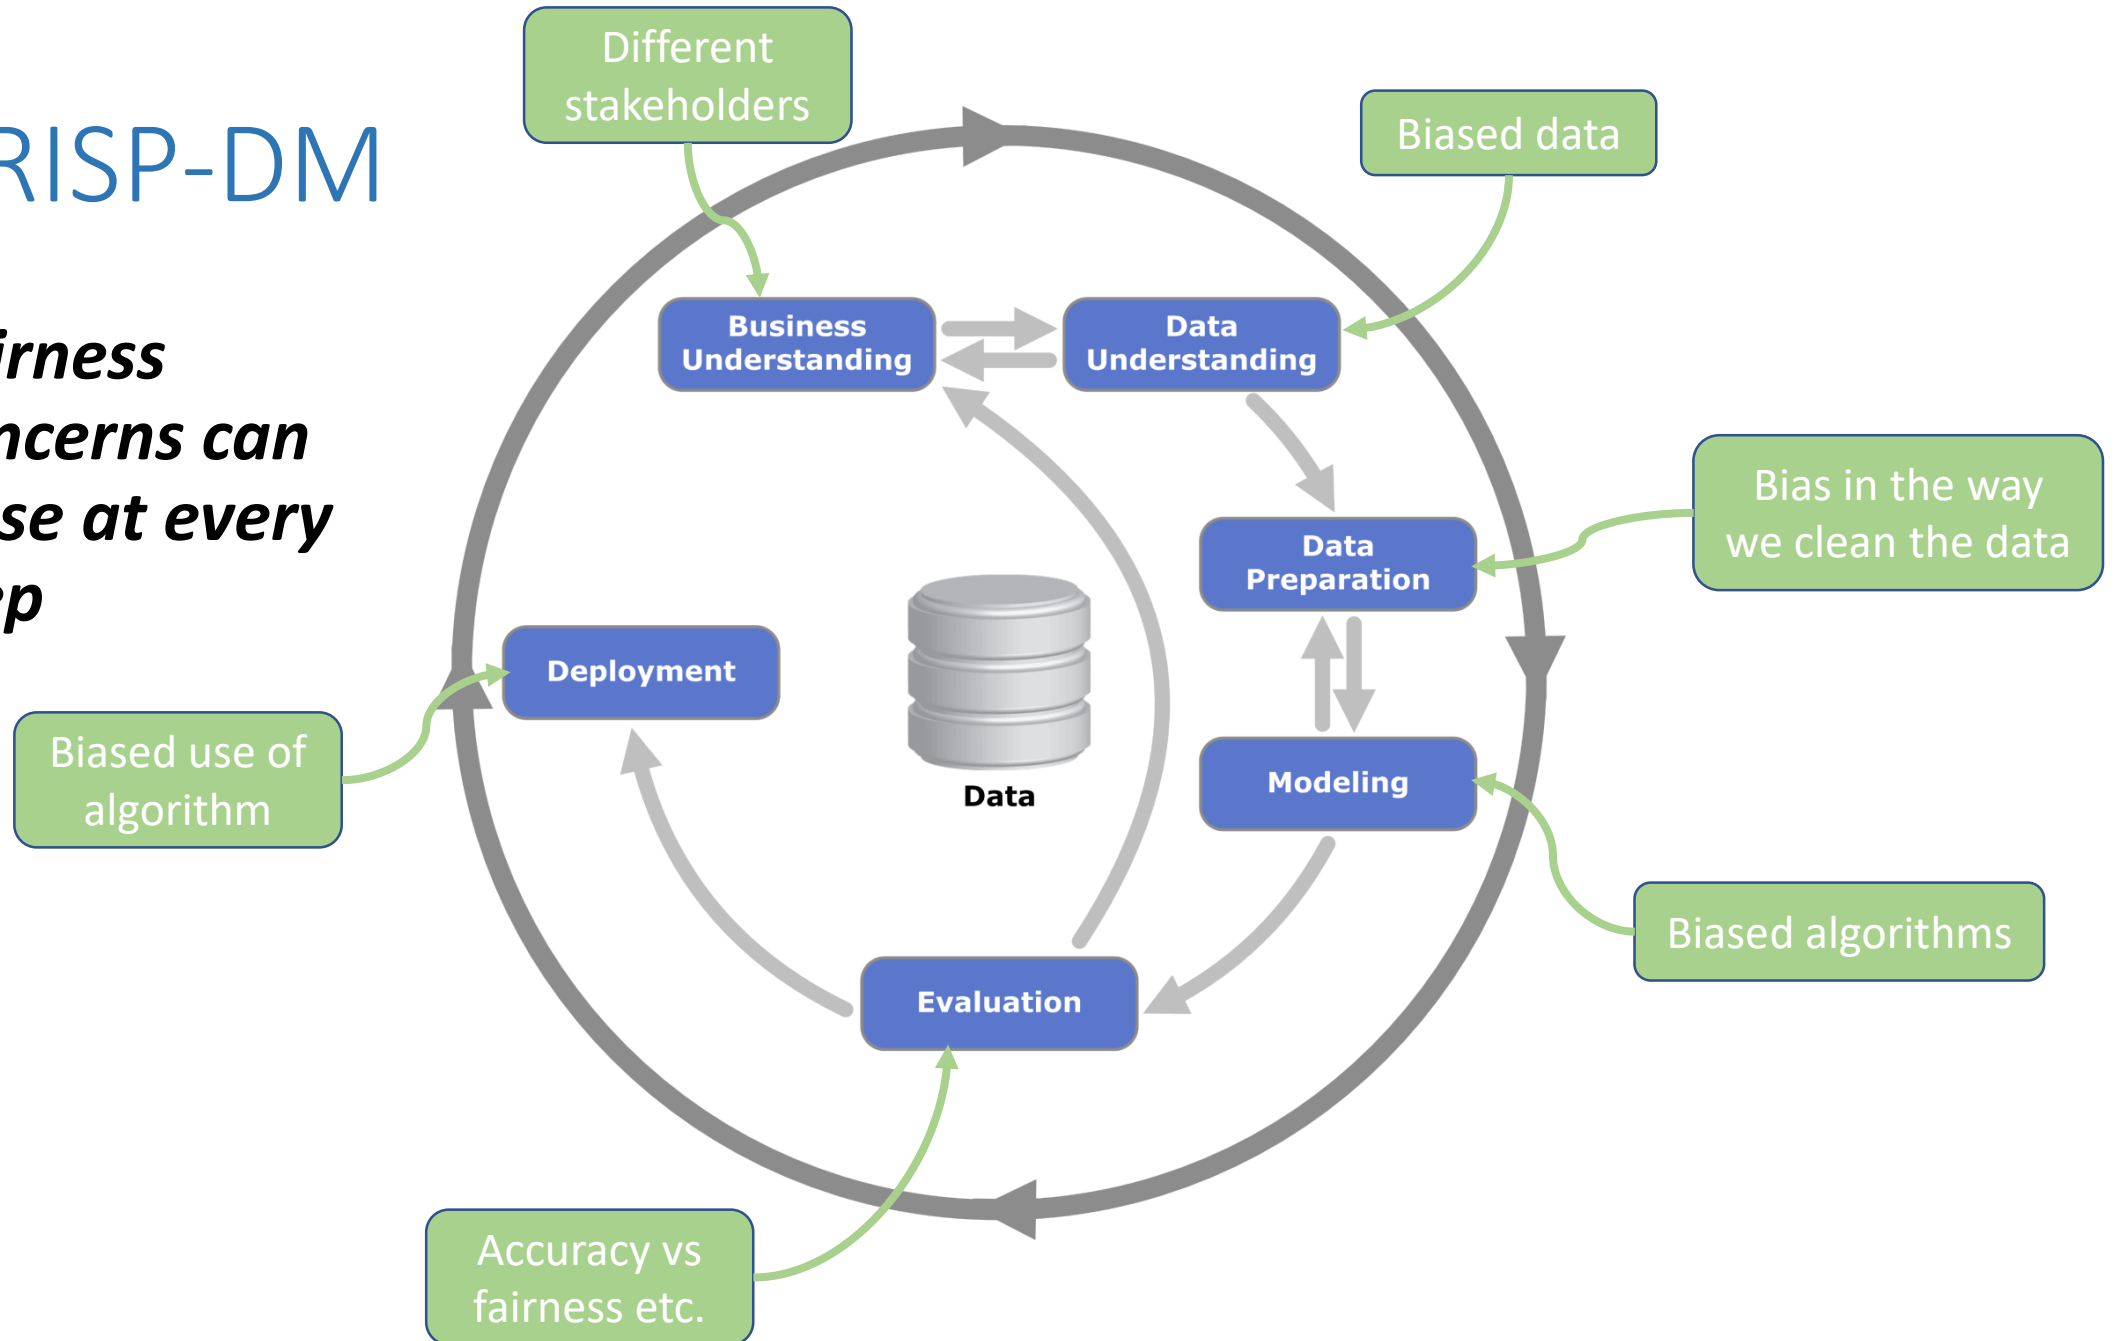 RISP-DM
irness
ncerns can
se at every
ep
Different
stakeholders
Biased data
Business
Understanding
Data
Understanding
Bias in the way
we clean the data
Data
Preparation
Deployment
Data
Modeling
Biased use of
algorithm
Biased algorithms
Evaluation
Accuracy vs
fairness etc.